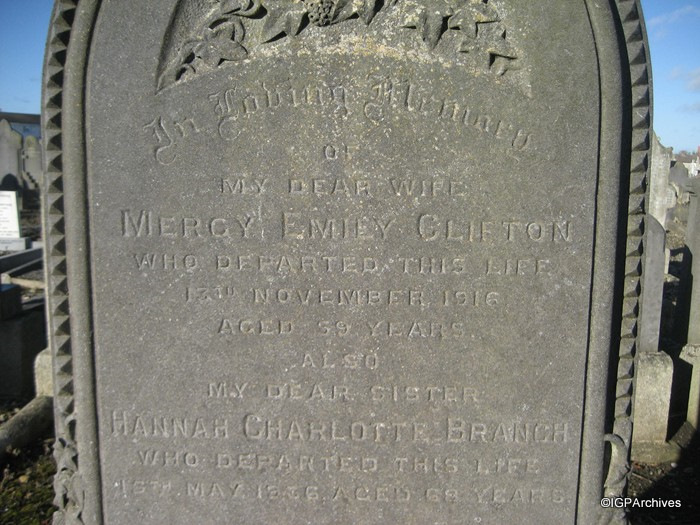 In Loving Memory
OF
MY DEAR WIFE
MERCY EMILY CLIFTON
WHO DEPARTED THIS LIFE
13TH NOVEMBER 1916
AGED 59 YEARS.
ALSO
MY DEAR SISTER
HANNAH CHARLOTTE BRANCH
WHO DEPARTED THIS LIFE
MAY AGED 68 YEARS
©IGPArchives